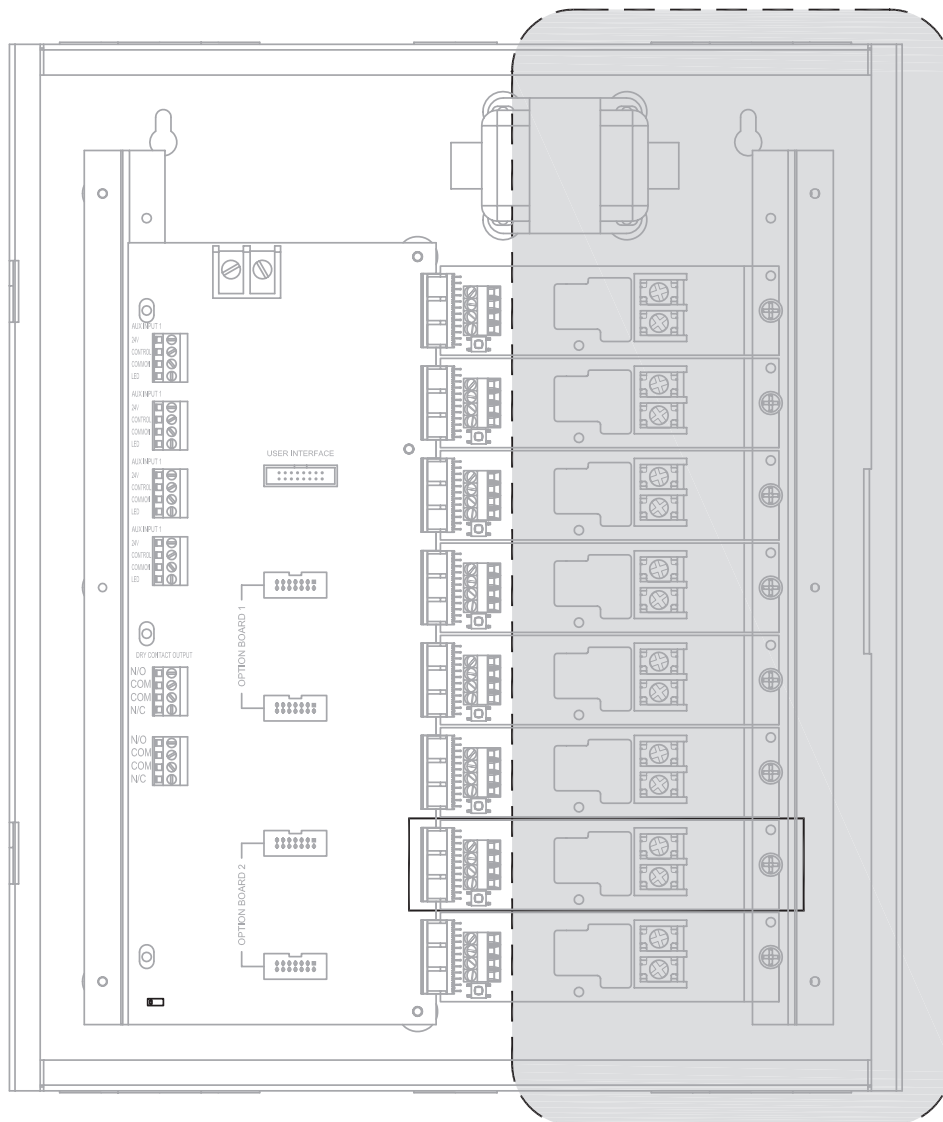 AUX INPUT 1
24V
CONTROL
COMMON
LED
AUX INPUT 1
24V
CONTROL
COMMON
LED
AUX INPUT 1
24V
CONTROL
COMMON
LED
AUX INPUT 1
24V
CONTROL
COMMON
LED
USER INTERFACE
OPTION BOARD 1
DRY CONTACT OUTPUT
N/O
COM
COM
N/C
N/O
COM
COM
N/C
OPTION BOARD 2